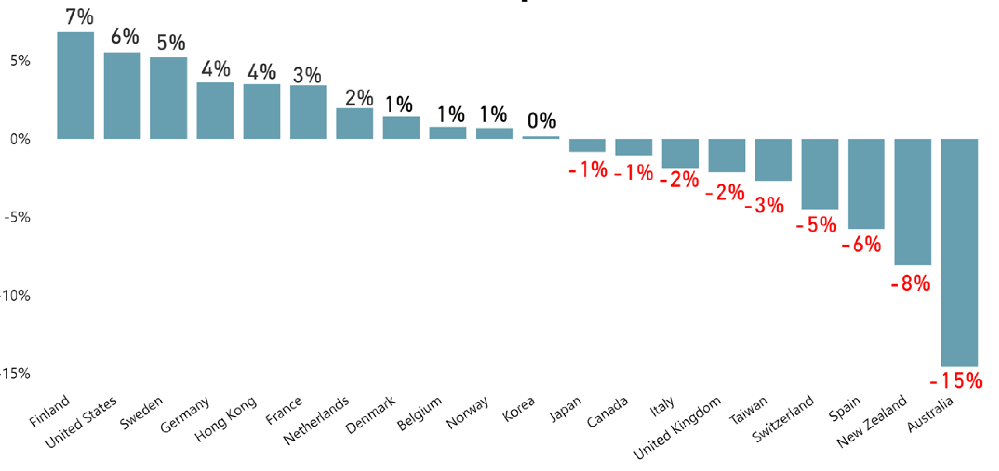 7%
6%
5%
4%
4%
3%
2%
1%
1%
1%
0%
-1%
-1%
-2%
-2%
-3%
-5%
-6%
-8%
-15%
5%
0%
-5%
-10%
-15%
Finland
United States
Sweden
Germany
Hong Kong
France
Netherlands
Denmark
Belgium
Norway
Korea
Japan
Canada
Italy
United Kingdom
Taiwan
Switzerland
Spain
New Zealand
Australia